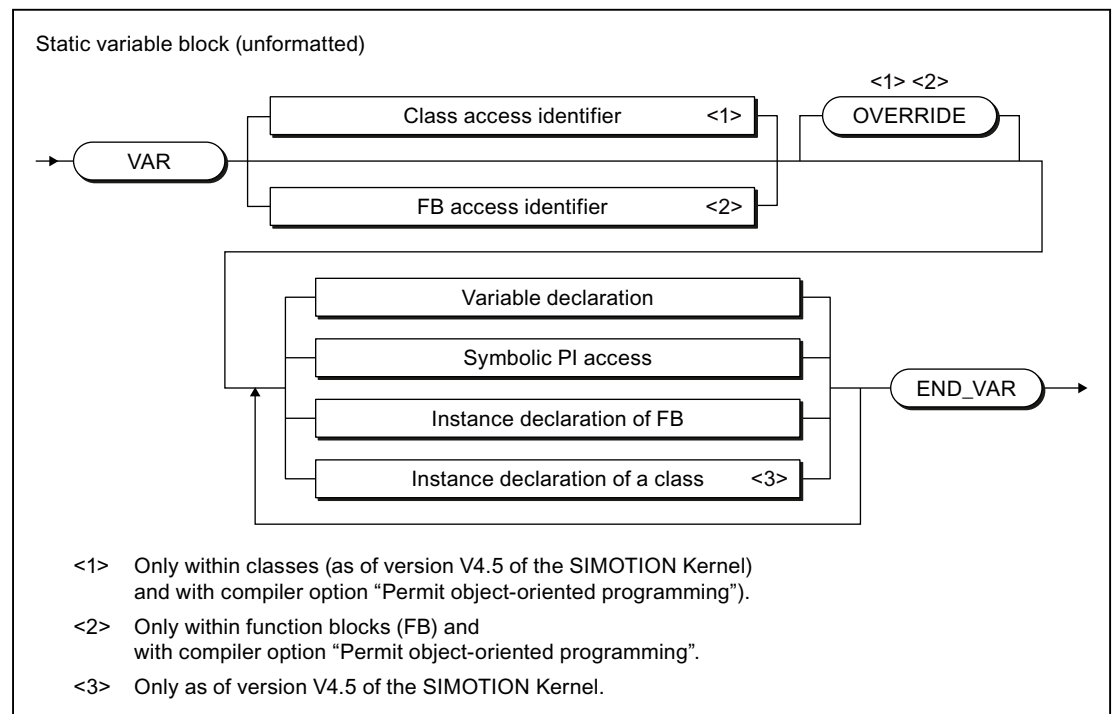 Static variable block (unformatted)
<1> <2>
Class access identifier <1>
OVERRIDE
VAR
FB access identifier <2>
Variable declaration
Symbolic PI access
END_VAR
Instance declaration of FB
Instance declaration of a class <3>
<1> Only within classes (as of version V4.5 of the SIMOTION Kernel)
and with compiler option “Permit object-oriented programming”).
<2> Only within function blocks (FB) and
with compiler option “Permit object-oriented programming”.
<3> Only as of version V4.5 of the SIMOTION Kernel.